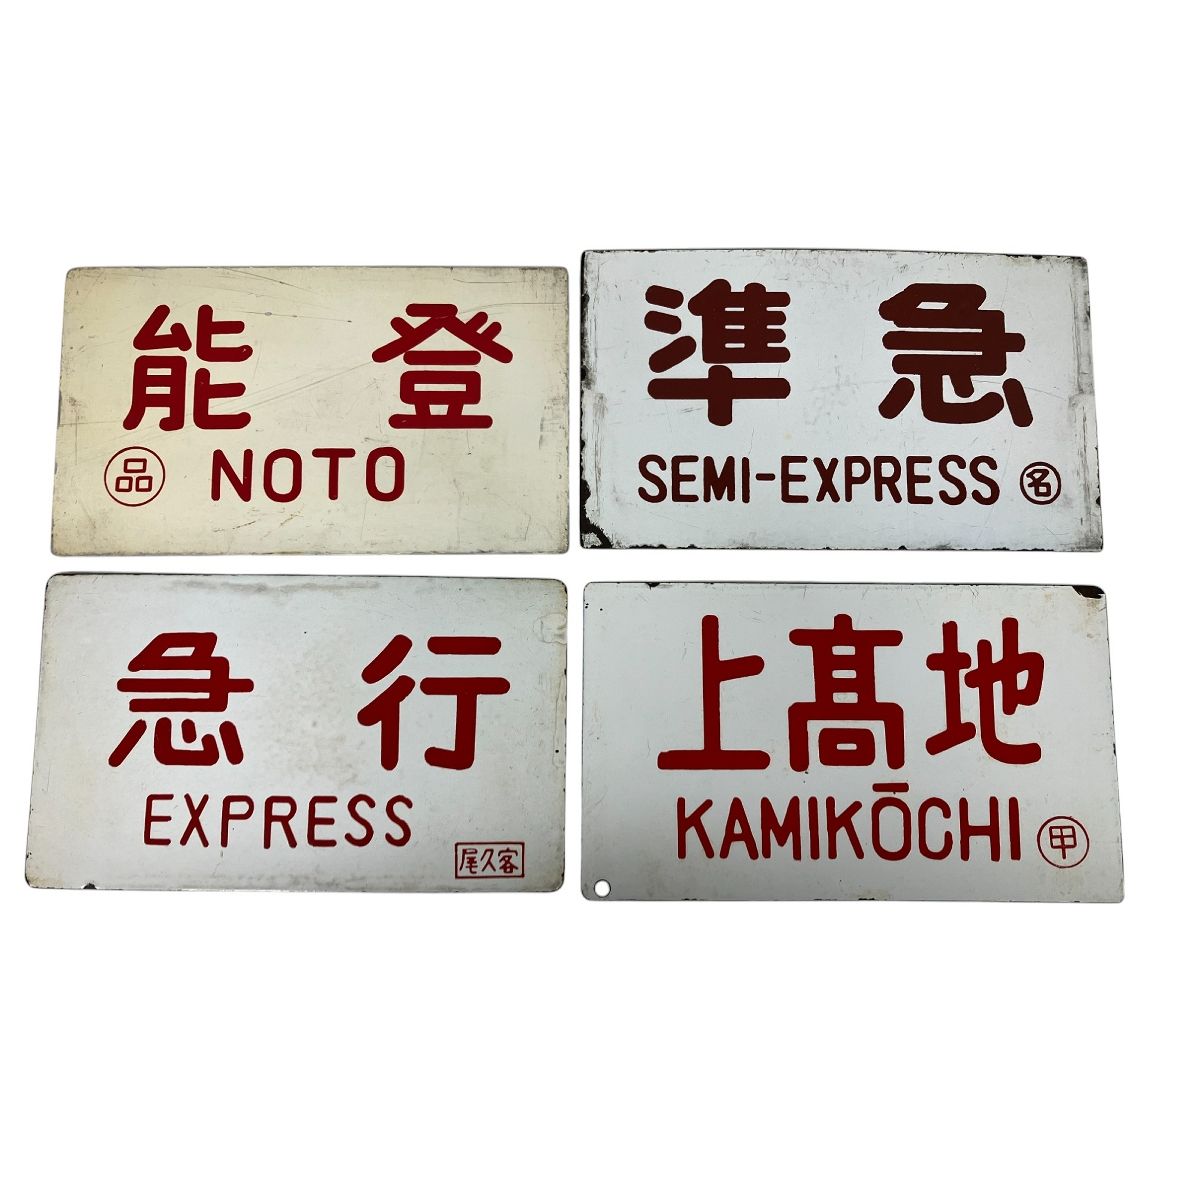 能登
品 NOTO
準急
SEMI-EXPRESS 名
急行
EXPRESS
尾久客
上髙地
KAMIKŌCHI 甲